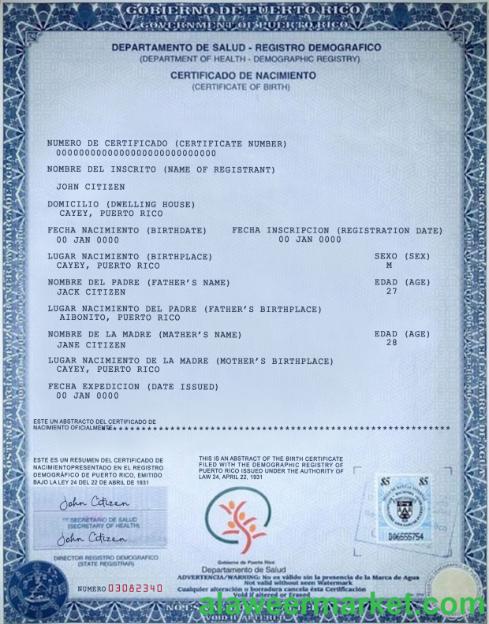 GOBIERNO DE PUERTO RICO
GOVERNMENT OF PUERTO RICO
DEPARTAMENTO DE SALUD - REGISTRO DEMOGRAFICO
(DEPARTMENT OF HEALTH - DEMOGRAPHIC REGISTRY)
CERTIFICADO DE NACIMIENTO
(CERTIFICATE OF BIRTH)
NUMERO DE CERTIFICADO (CERTIFICATE NUMBER)
0000000000000000000000000000
NOMBRE DEL INSCRITO (NAME OF REGISTRANT)
JOHN CITIZEN
DOMICILIO (DWELLING HOUSE)
CAYEY, PUERTO RICO
FECHA NACIMIENTO (BIRTHDATE) FECHA INSCRIPCION (REGISTRATION DATE)
00 JAN 0000 00 JAN 0000
LUGAR NACIMIENTO (BIRTHPLACE) SEXO (SEX)
CAYEY, PUERTO RICO M
NOMBRE DEL PADRE (FATHER'S NAME) EDAD (AGE)
JACK CITIZEN 27
LUGAR NACIMIENTO DEL PADRE (FATHER'S BIRTHPLACE)
AIBONITO, PUERTO RICO
NOMBRE DE LA MADRE (MATHER'S NAME) EDAD (AGE)
JANE CITIZEN 28
LUGAR NACIMIENTO DE LA MADRE (MOTHER'S BIRTHPLACE)
CAYEY, PUERTO RICO
FECHA EXPEDICION (DATE ISSUED)
00 JAN 0000
ESTE UN ABSTRACTO DEL CERTIFICADO DE
NACIMIENTO OFICIALMENTE
ESTE ES UN RESUMEN DEL CERTIFICADO DE
NACIMIENTOPRESENTADO EN EL REGISTRO
DEMOGRÁFICO DE PUERTO RICO, EMITIDO
BAJO LA LEY 24 DEL 22 DE ABRIL DE 1931
THIS IS AN ABSTRACT OF THE BIRTH CERTIFICATE
FILED WITH THE DEMOGRAPHIC REGISTRY OF
PUERTO RICO ISSUED UNDER THE AUTHORITY OF
LAW 24, APRIL 22, 1931
John Citizen
SECRETARIO DE SALUD
(SECRETARY OF HEALTH)
John Citizen
DIRECTOR REGISTRO DEMOGRAFICO
(STATE REGISTRAR)
$5 $5
D06555754
Gobierno de Puerto Rico
Departamento de Salud
NUMERO 03082340
ADVERTENCIA/WARNING: No es válido sin la presencia de la Marca de Agua
Not valid without seen Watermark
Cualquier alteración o borradura cancela ésta Certificación
Void if altered or Erased
alaweermarket.com